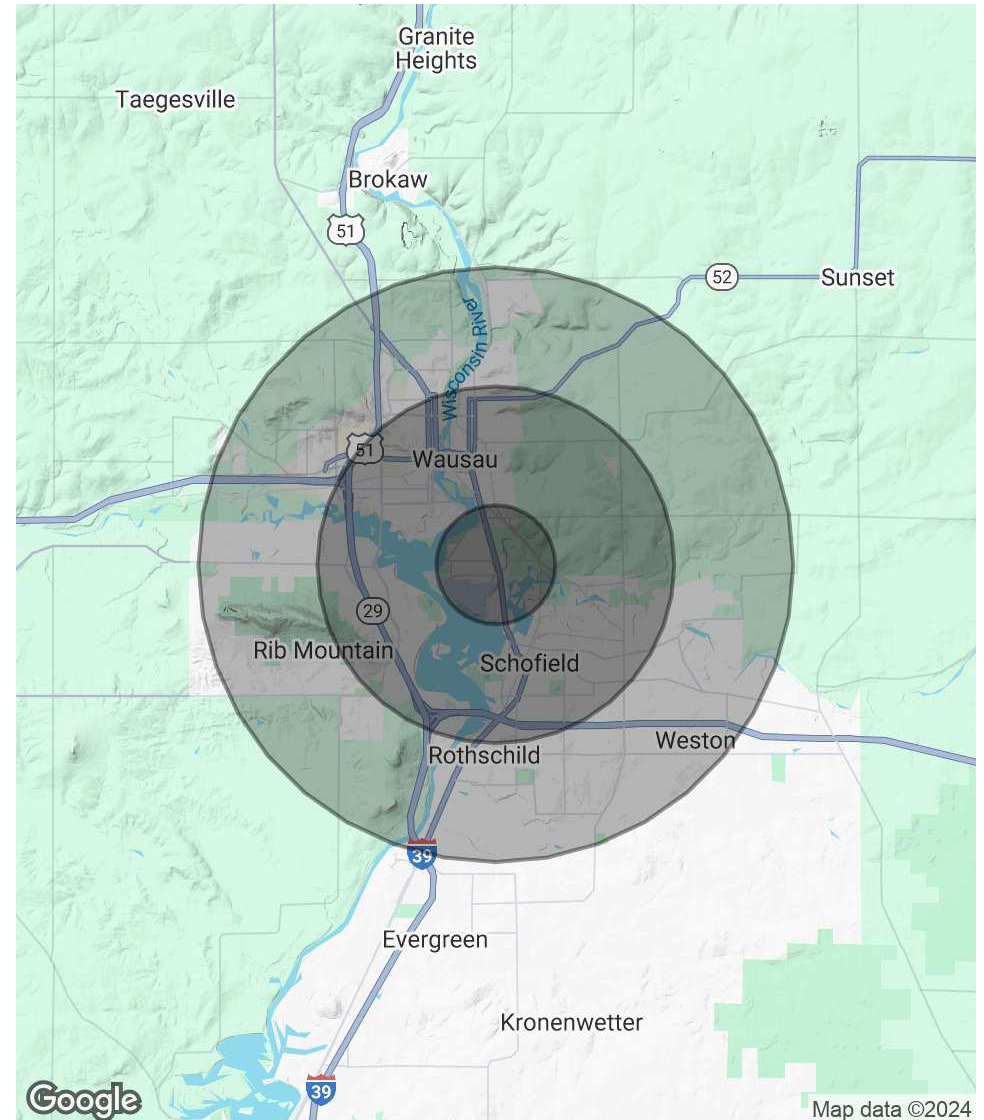 Granite
Heights
Taegesville
Brokaw
51
52
Sunset
Wisconsin River
51
Wausau
29
Rib Mountain
Schofield
Weston
Rothschild
39
Evergreen
Kronenwetter
39
Google
Map data ©2024